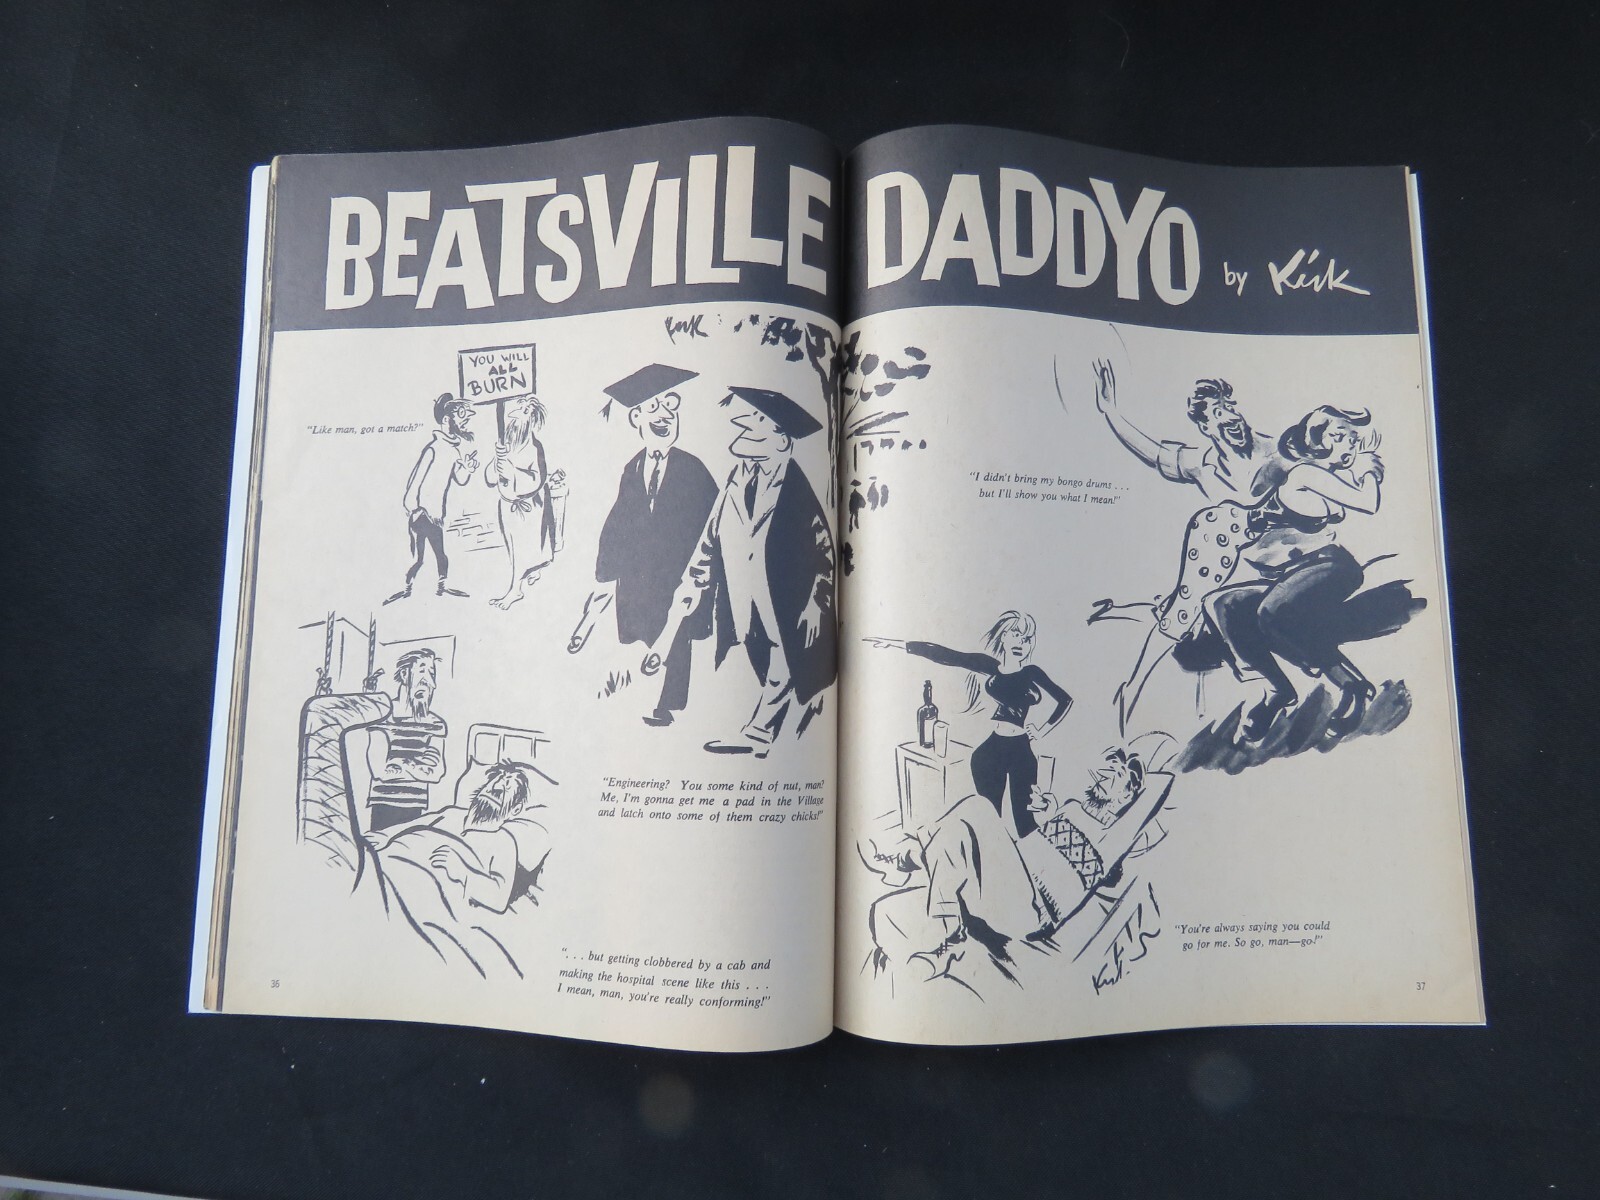 BEATSVILLE DADDYO by Kirk
Kirk
YOU WILL
ALL
BURN
"Like man, got a match?"
"Engineering? You some kind of nut, man?
Me, I'm gonna get me a pad in the Village
and latch onto some of them crazy chicks!"
". . . but getting clobbered by a cab and
making the hospital scene like this . . .
I mean, man, you're really conforming!"
36
"I didn't bring my bongo drums . . .
but I'll show you what I mean!"
"You're always saying you could
go for me. So go, man—go!"
37